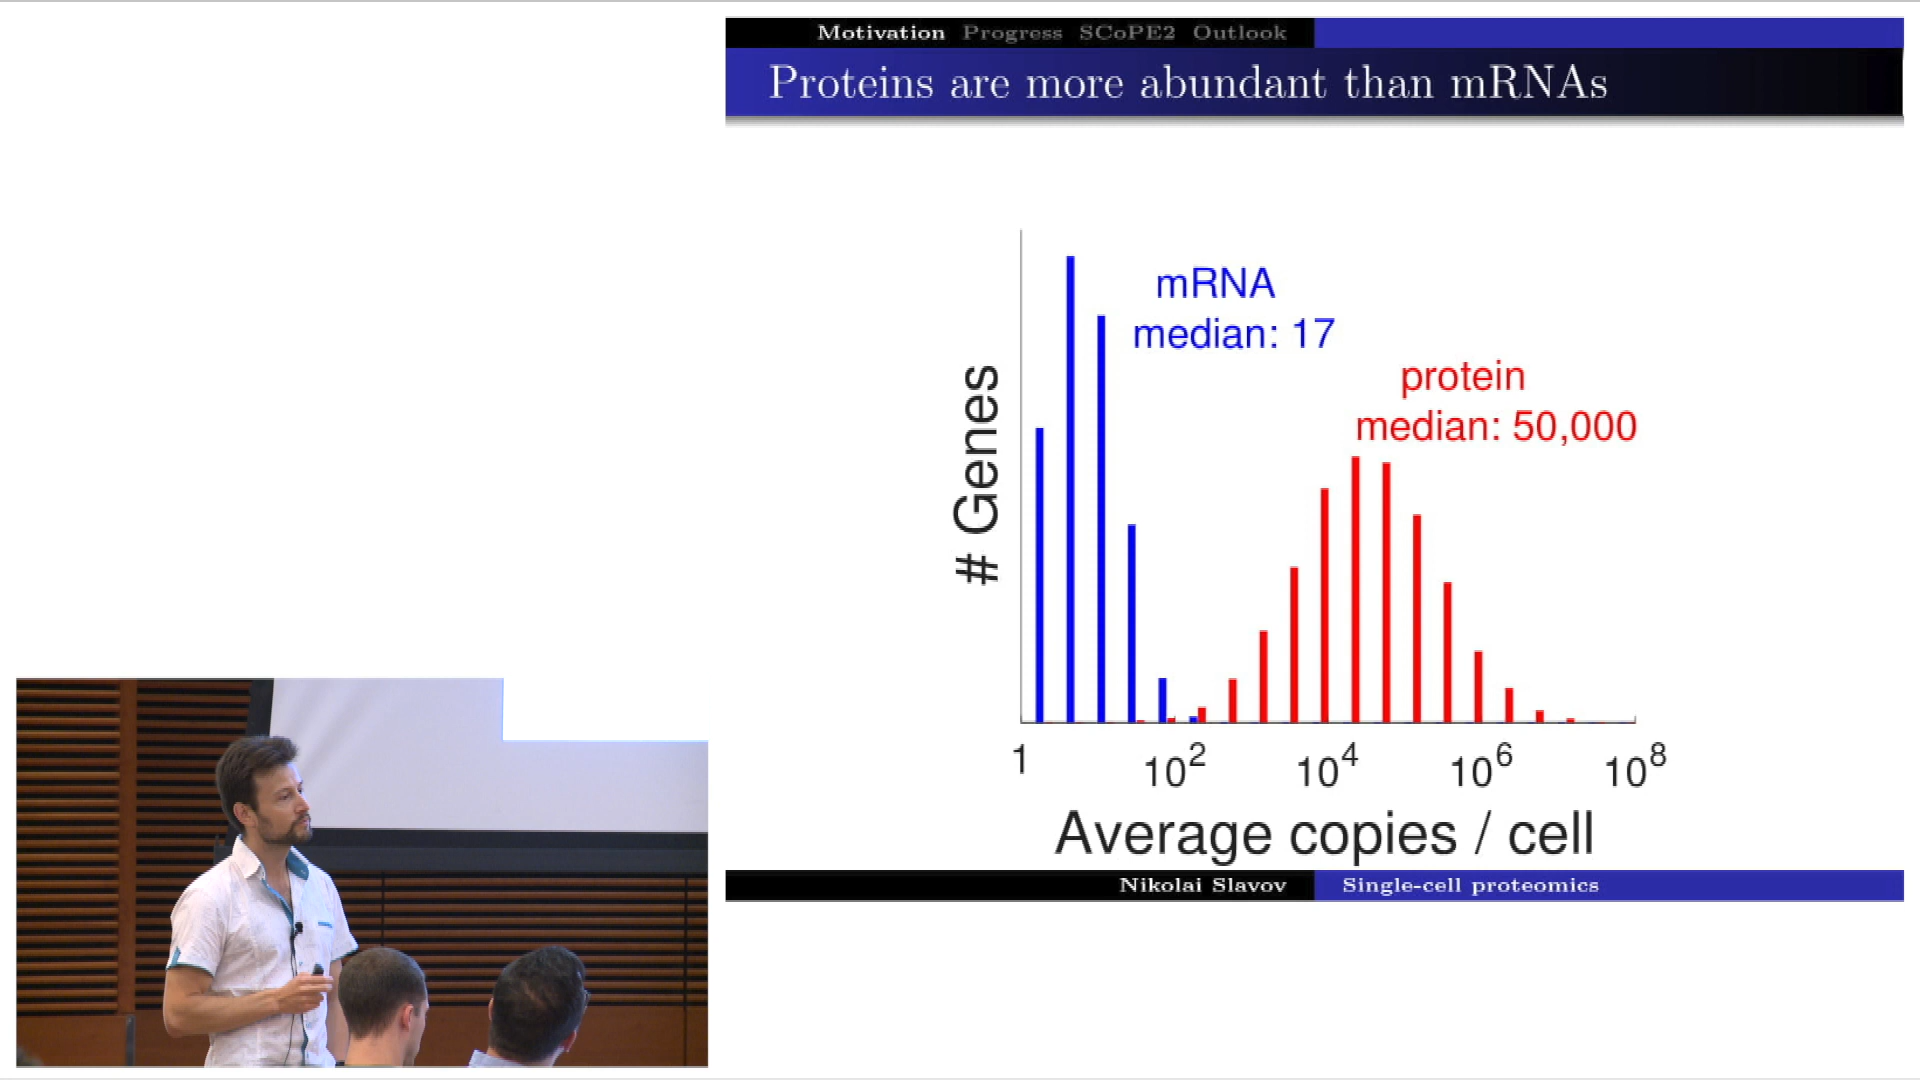 Motivation Progress SCoPE2 Outlook
Proteins are more abundant than mRNAs
mRNA
median: 17
protein
median: 50,000
# Genes
1 10² 10⁴ 10⁶ 10⁸
Average copies / cell
Nikolai Slavov Single-cell proteomics